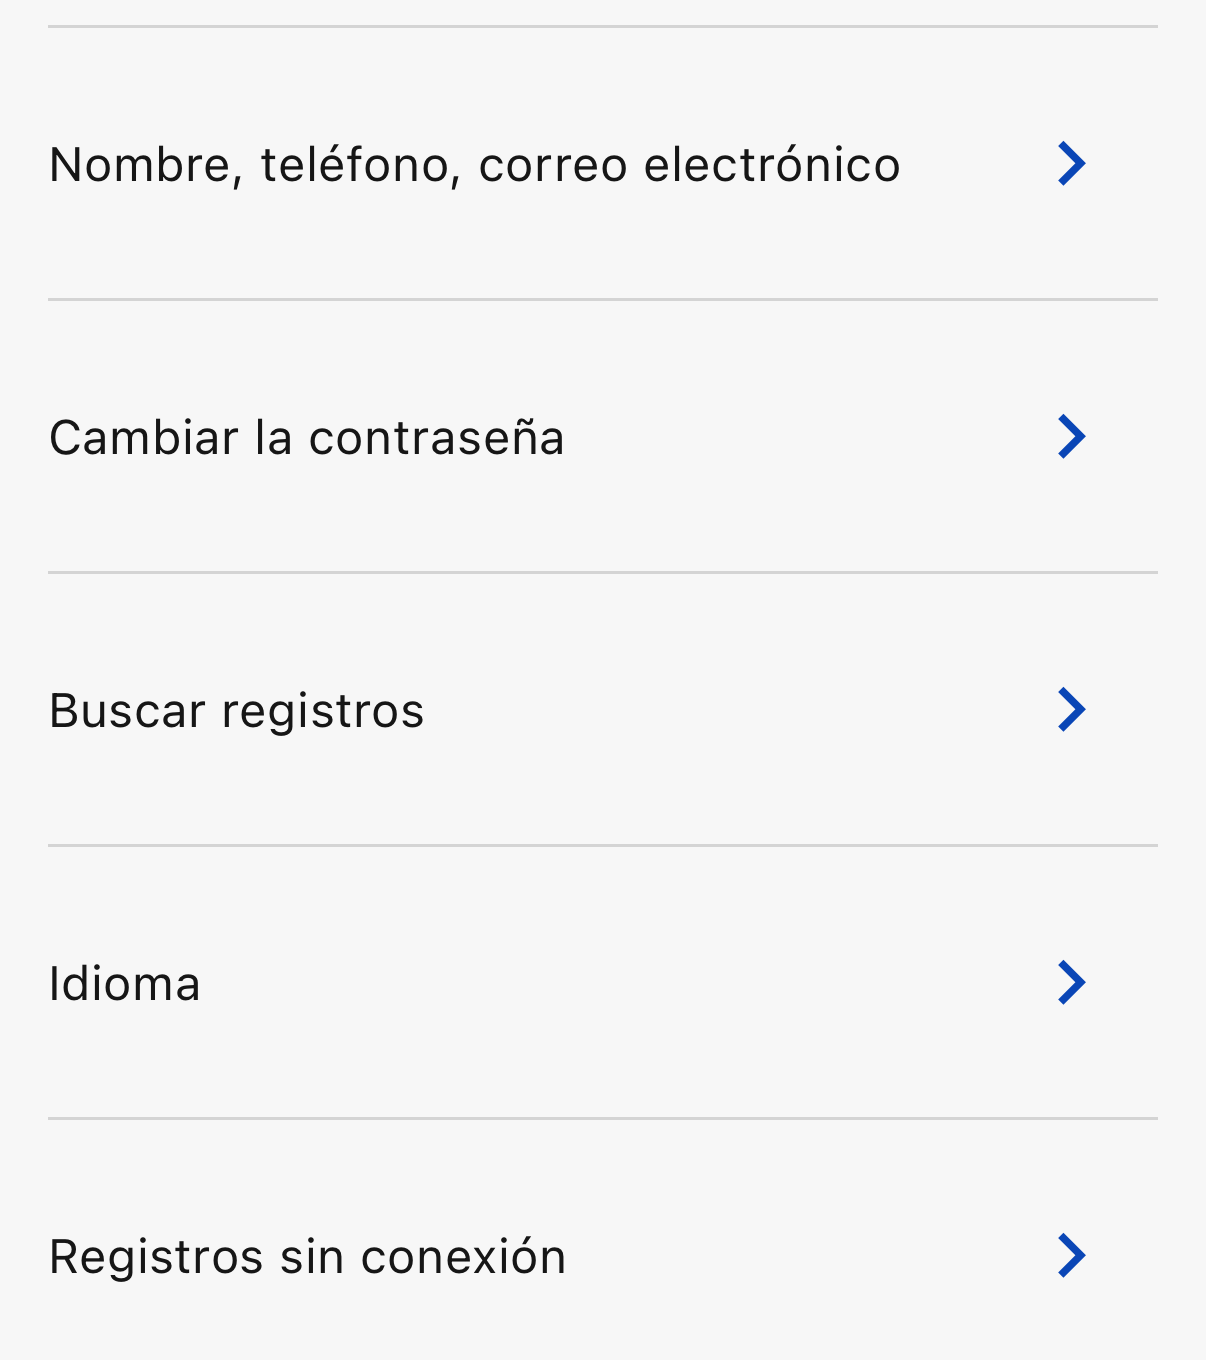 Nombre, teléfono, correo electrónico
Cambiar la contraseña
Buscar registros
Idioma
Registros sin conexión